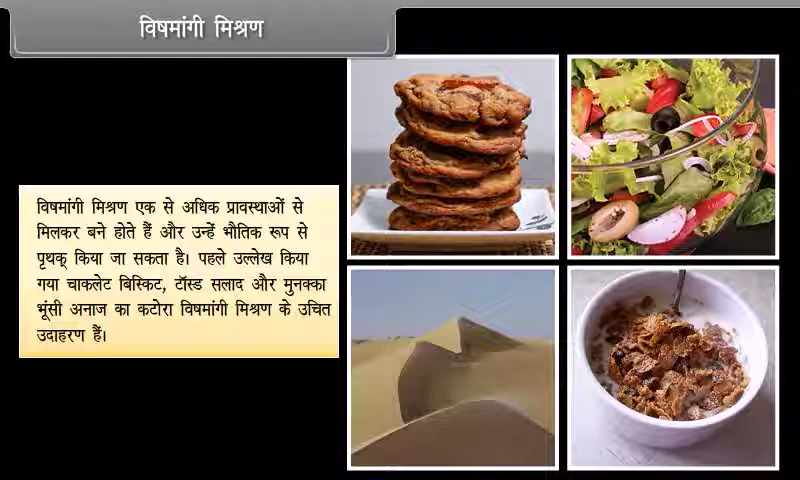 विषमांगी मिश्रण
विषमांगी मिश्रण एक से अधिक प्रावस्थाओं से
मिलकर बने होते हैं और उन्हें भौतिक रूप से
पृथक् किया जा सकता है। पहले उल्लेख किया
गया चाकलेट बिस्किट, टॉस्ड सलाद और मुनक्का
भूंसी अनाज का कटोरा विषमांगी मिश्रण के उचित
उदाहरण हैं।